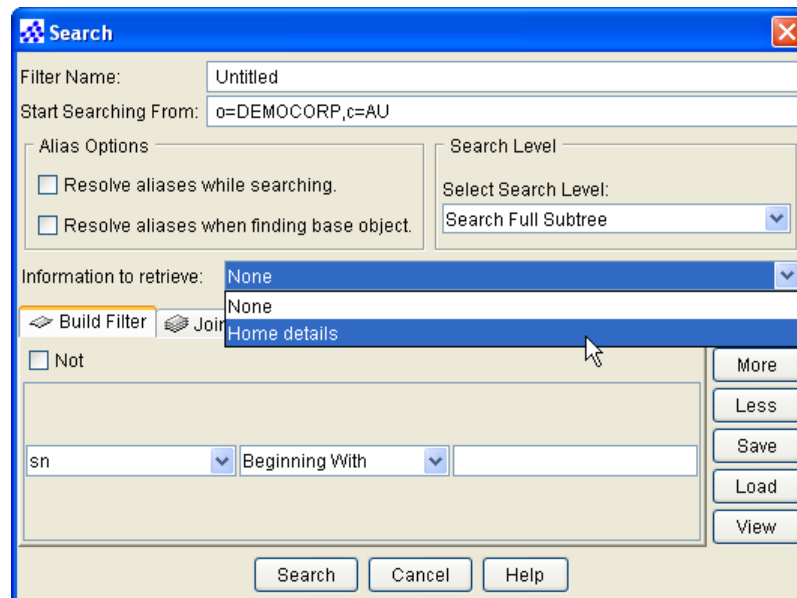 Search
Filter Name: Untitled
Start Searching From: o=DEMOCORP,c=AU
Alias Options
Resolve aliases while searching.
Resolve aliases when finding base object.
Search Level
Select Search Level:
Search Full Subtree
Information to retrieve: None
None
Home details
Build Filter
Not
sn Beginning With
More
Less
Save
Load
View
Search Cancel Help